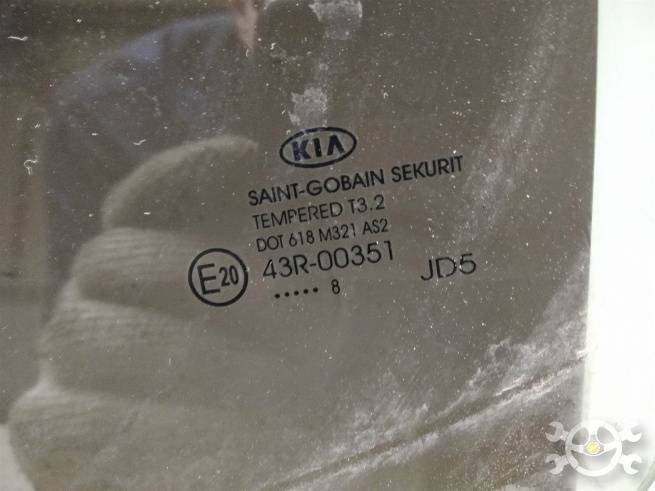 KIA
SAINT-GOBAIN SEKURIT
TEMPERED T3.2
DOT 618 M321 AS2
E20 43R-00351
..... 8 JD5